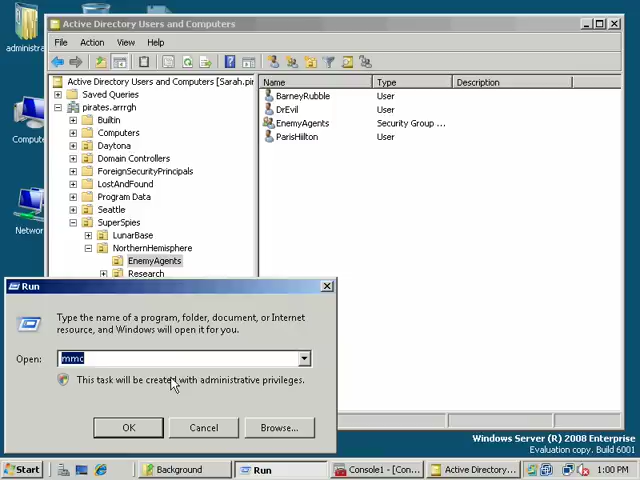 administra
Active Directory Users and Computers
File Action View Help
Active Directory Users and Computers [Sarah.pir
Saved Queries
pirates.arrrgh
Builtin
Computers
Daytona
Domain Controllers
ForeignSecurityPrincipals
LostAndFound
Program Data
Seattle
SuperSpies
LunarBase
NorthernHemisphere
EnemyAgents
Research
Name Type Description
BarneyRubble User
DrEvil User
EnemyAgents Security Group ...
ParisHilton User
Compute
Network
Run
Type the name of a program, folder, document, or Internet
resource, and Windows will open it for you.
Open: mmc
This task will be created with administrative privileges.
OK Cancel Browse...
Windows Server (R) 2008 Enterprise
Evaluation copy. Build 6001
Start Background Run Console1 - [Con... Active Directory... 1:00 PM